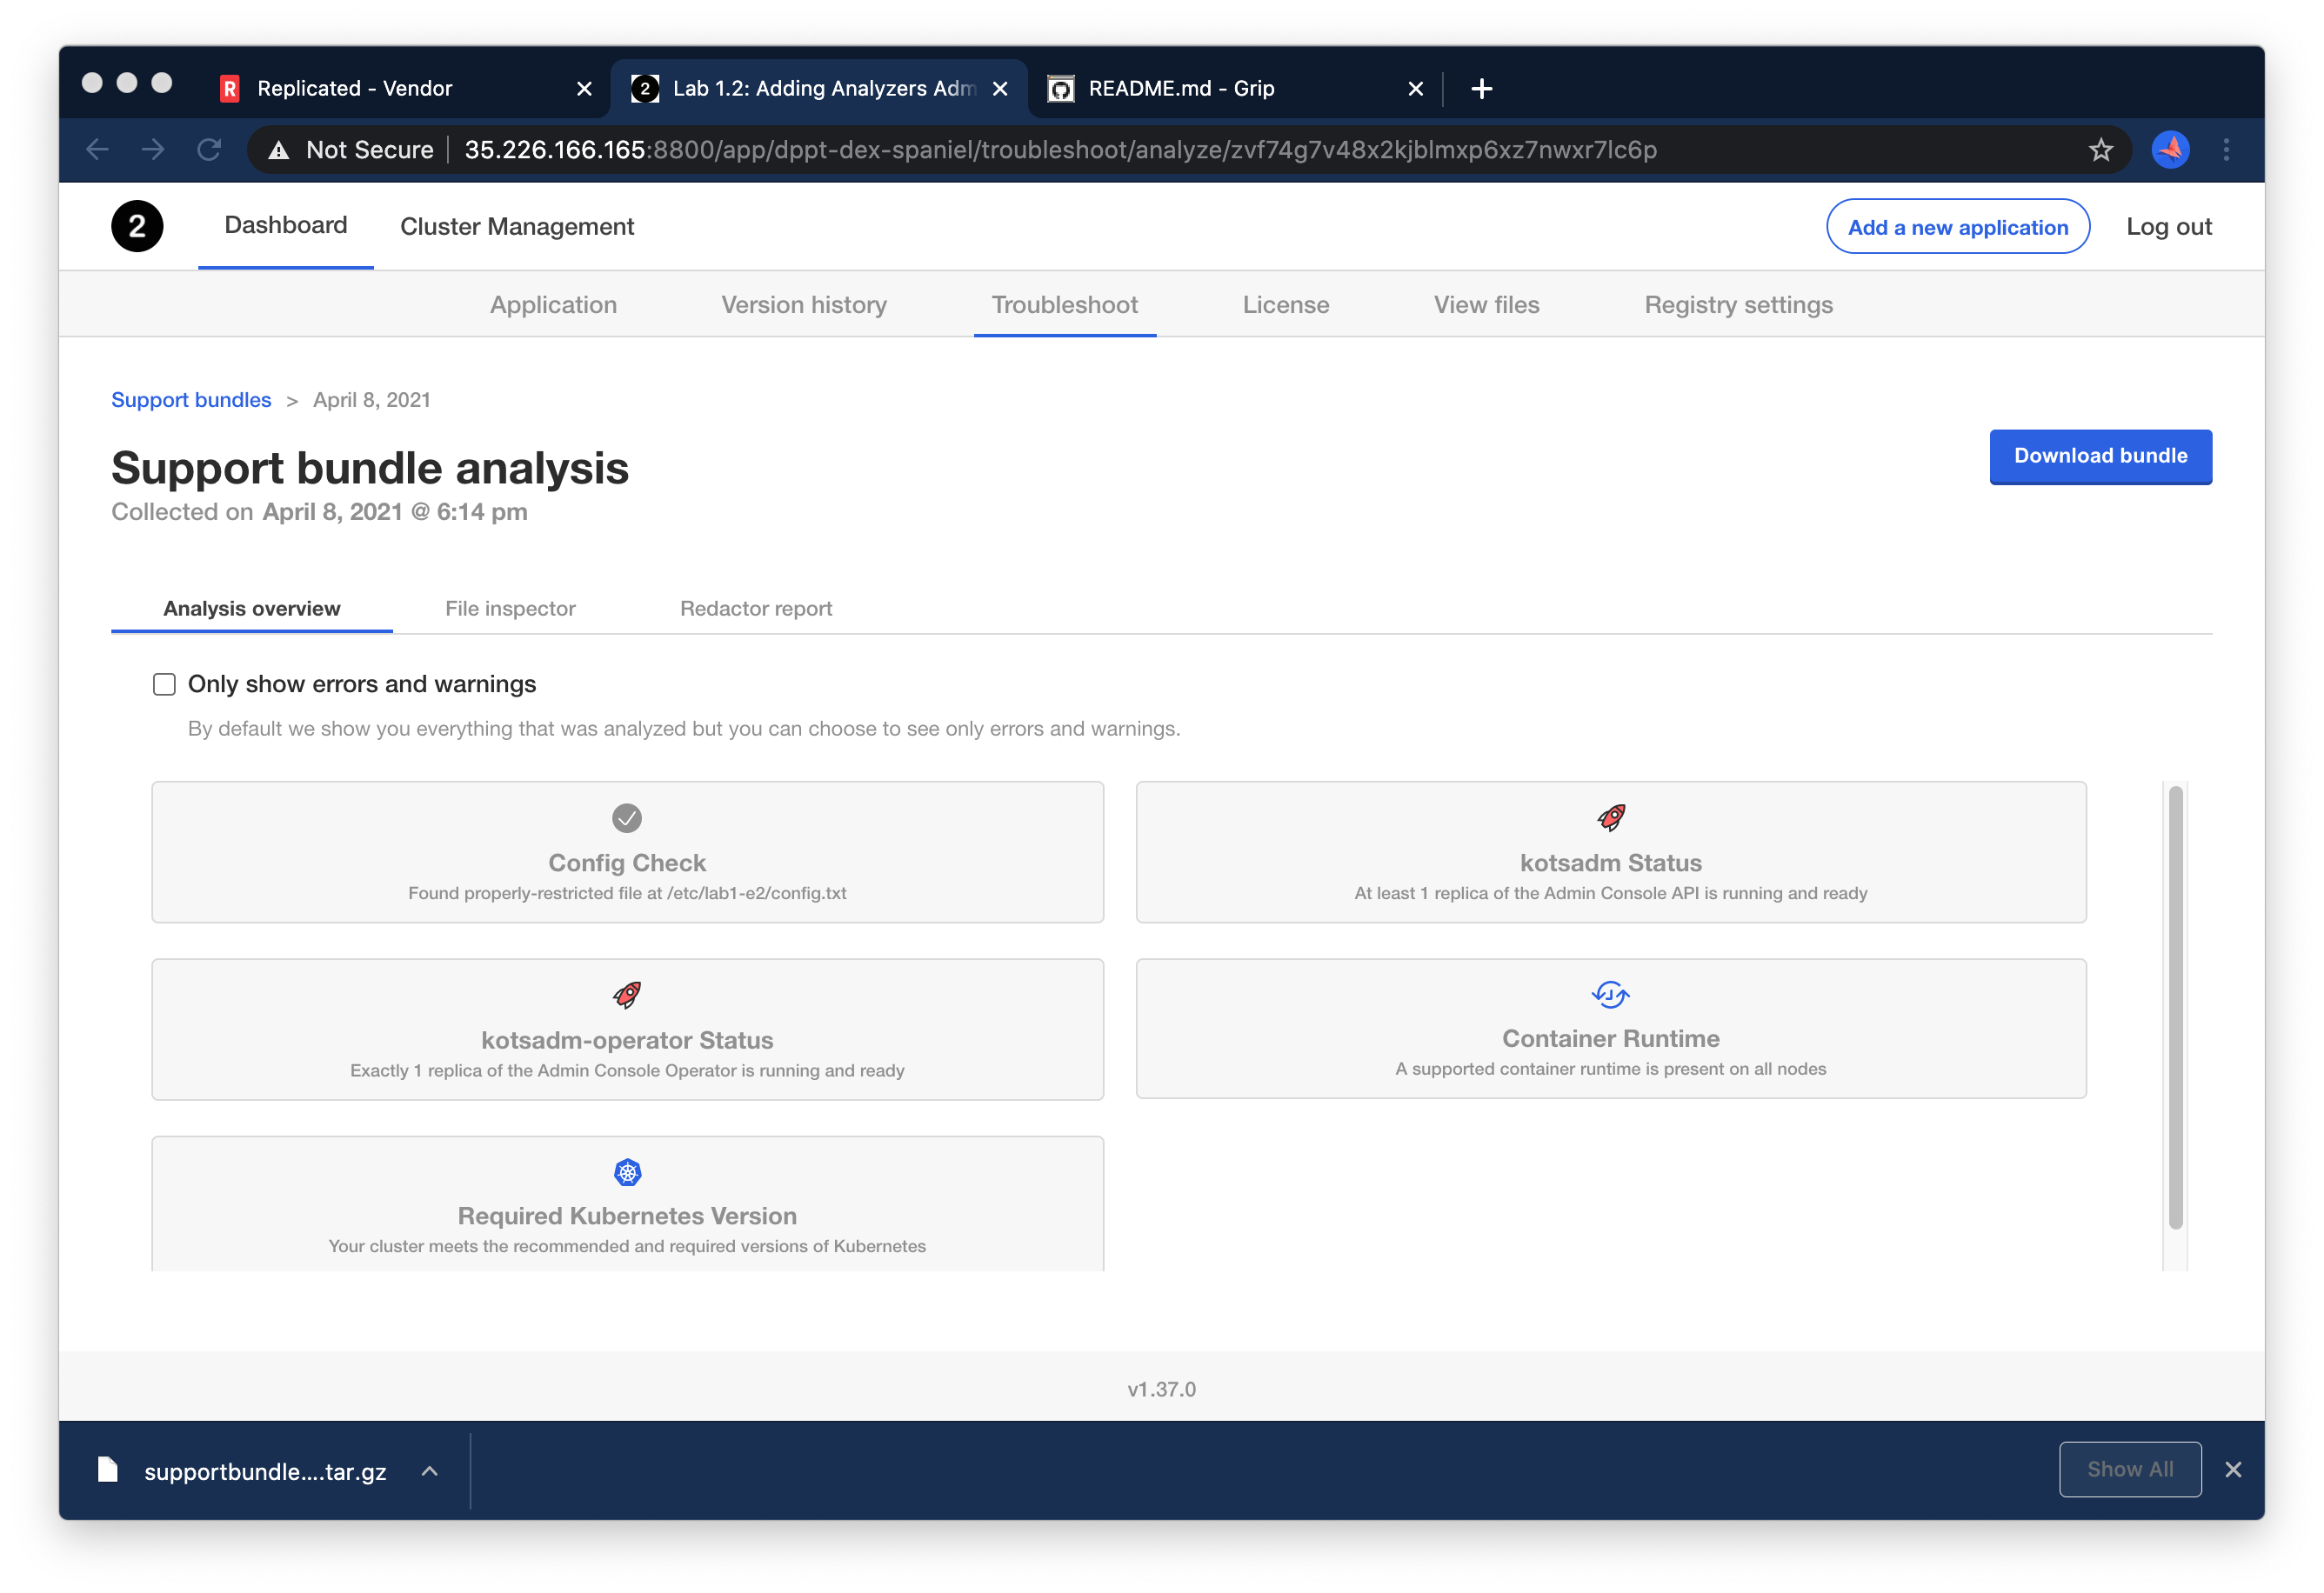 Replicated - Vendor
Lab 1.2: Adding Analyzers Adm
README.md - Grip
Not Secure 35.226.166.165:8800/app/dppt-dex-spaniel/troubleshoot/analyze/zvf74g7v48x2kjblmxp6xz7nwxr7lc6p
2 Dashboard Cluster Management Add a new application Log out
Application Version history Troubleshoot License View files Registry settings
Support bundles > April 8, 2021
Support bundle analysis
Download bundle
Collected on April 8, 2021 @ 6:14 pm
Analysis overview File inspector Redactor report
Only show errors and warnings
By default we show you everything that was analyzed but you can choose to see only errors and warnings.
Config Check
Found properly-restricted file at /etc/lab1-e2/config.txt
kotsadm Status
At least 1 replica of the Admin Console API is running and ready
kotsadm-operator Status
Exactly 1 replica of the Admin Console Operator is running and ready
Container Runtime
A supported container runtime is present on all nodes
Required Kubernetes Version
Your cluster meets the recommended and required versions of Kubernetes
v1.37.0
supportbundle....tar.gz
Show All